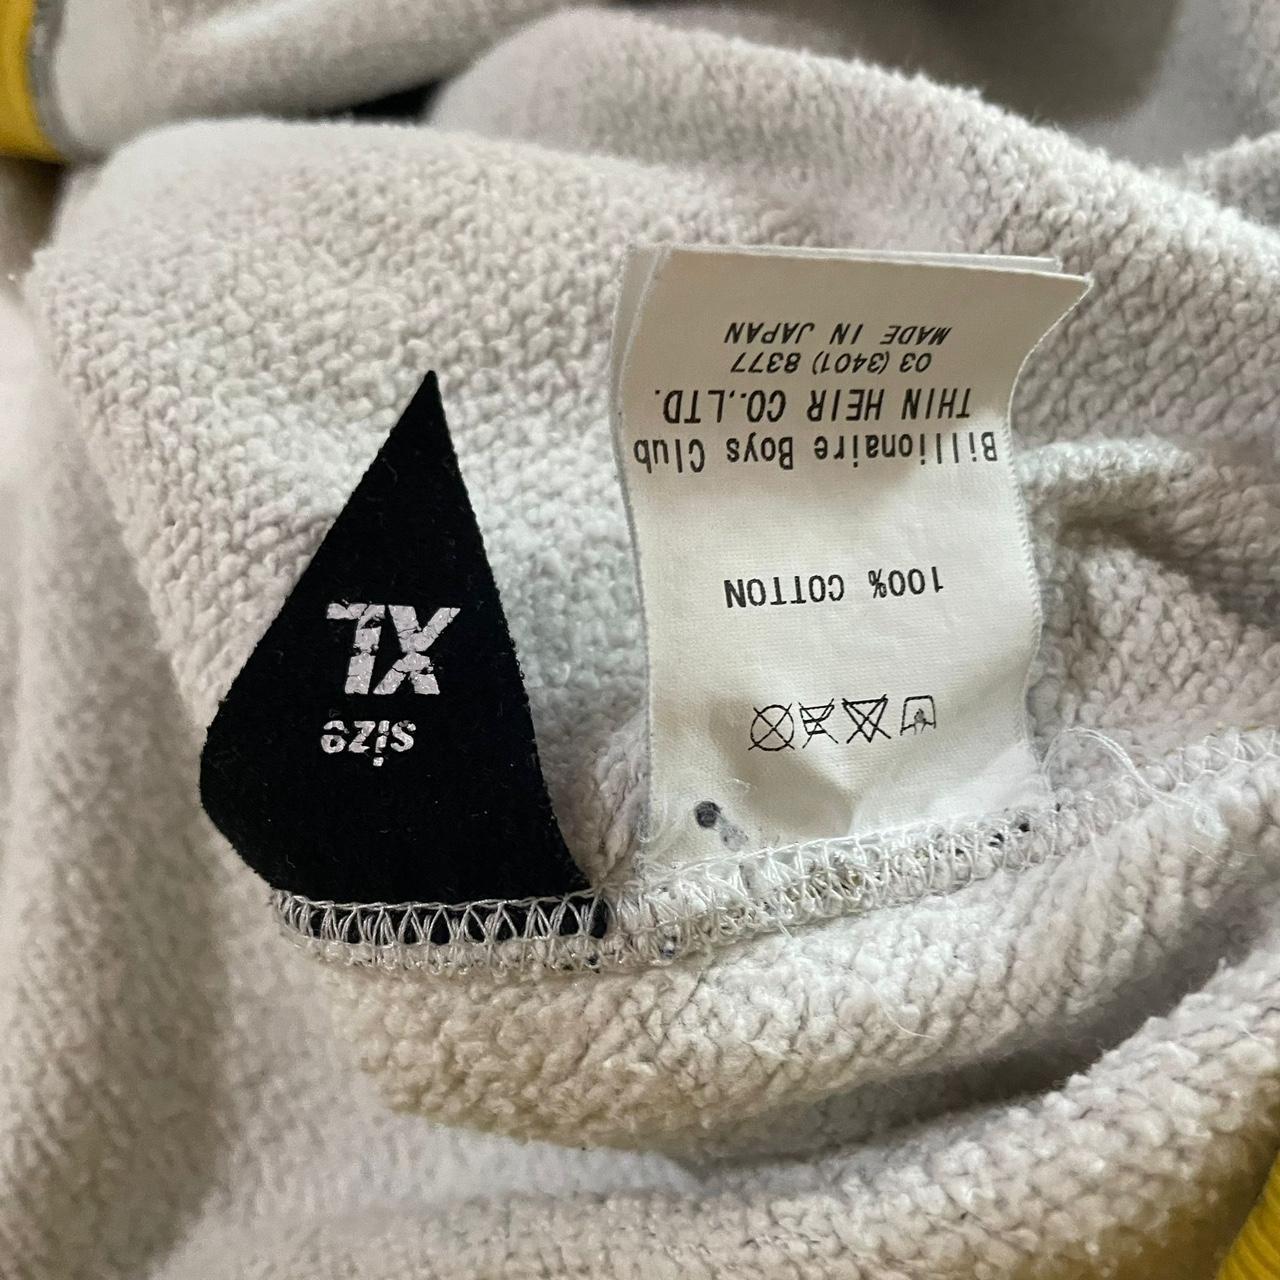 size
XL
100% COTTON
Billionaire Boys Club
THIN HEIR CO.,LTD.
03 (3401) 8377
MADE IN JAPAN